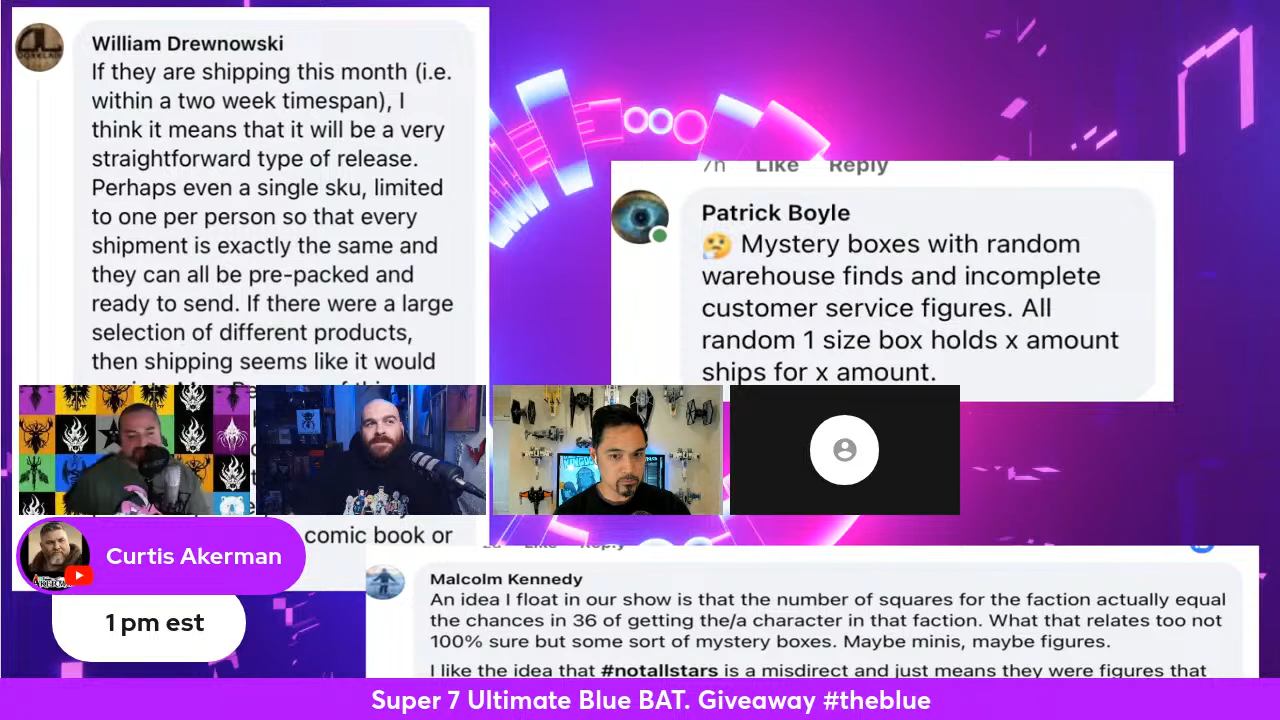 William Drewnowski
If they are shipping this month (i.e.
within a two week timespan), I
think it means that it will be a very
straightforward type of release.
Perhaps even a single sku, limited
to one per person so that every
shipment is exactly the same and
they can all be pre-packed and
ready to send. If there were a large
selection of different products,
then shipping seems like it would
comic book or
7h Like Reply
Patrick Boyle
🤔 Mystery boxes with random
warehouse finds and incomplete
customer service figures. All
random 1 size box holds x amount
ships for x amount.
Curtis Akerman
1 pm est
Like Reply
Malcolm Kennedy
An idea I float in our show is that the number of squares for the faction actually equal
the chances in 36 of getting the/a character in that faction. What that relates too not
100% sure but some sort of mystery boxes. Maybe minis, maybe figures.
I like the idea that #notallstars is a misdirect and just means they were figures that
Super 7 Ultimate Blue BAT. Giveaway #theblue